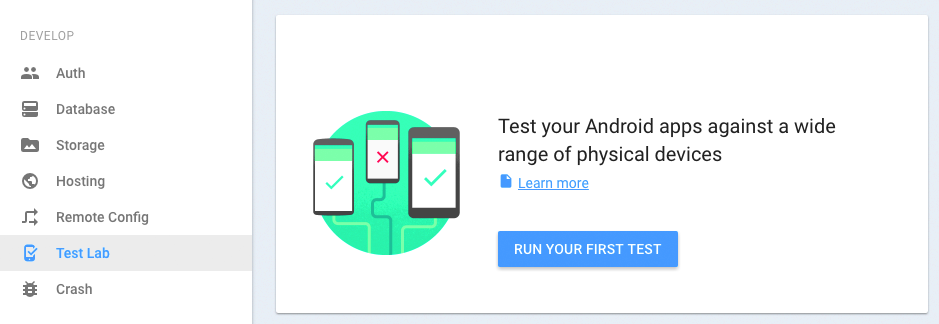 DEVELOP
Auth
Database
Storage
Hosting
Remote Config
Test Lab
Crash
Test your Android apps against a wide
range of physical devices
Learn more
RUN YOUR FIRST TEST